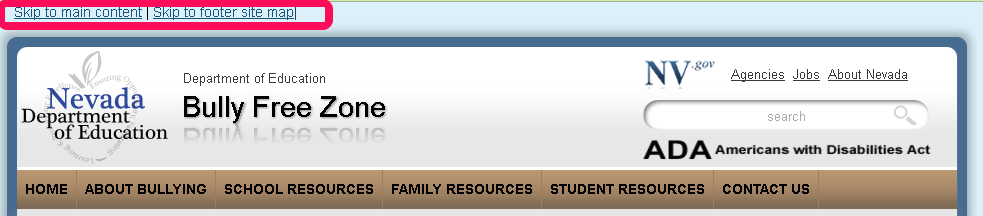 Skip to main content | Skip to footer site map|
Nevada
Department
of Education
Department of Education
Bully Free Zone
NV.gov
Agencies Jobs About Nevada
search
ADA Americans with Disabilities Act
HOME ABOUT BULLYING SCHOOL RESOURCES FAMILY RESOURCES STUDENT RESOURCES CONTACT US